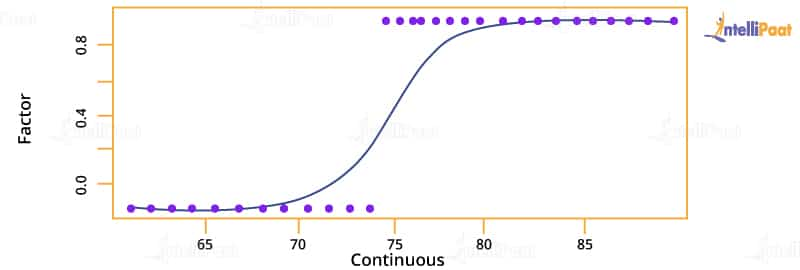 IntelliPaat
0.8
0.4
0.0
Factor
65 70 75 80 85
Continuous